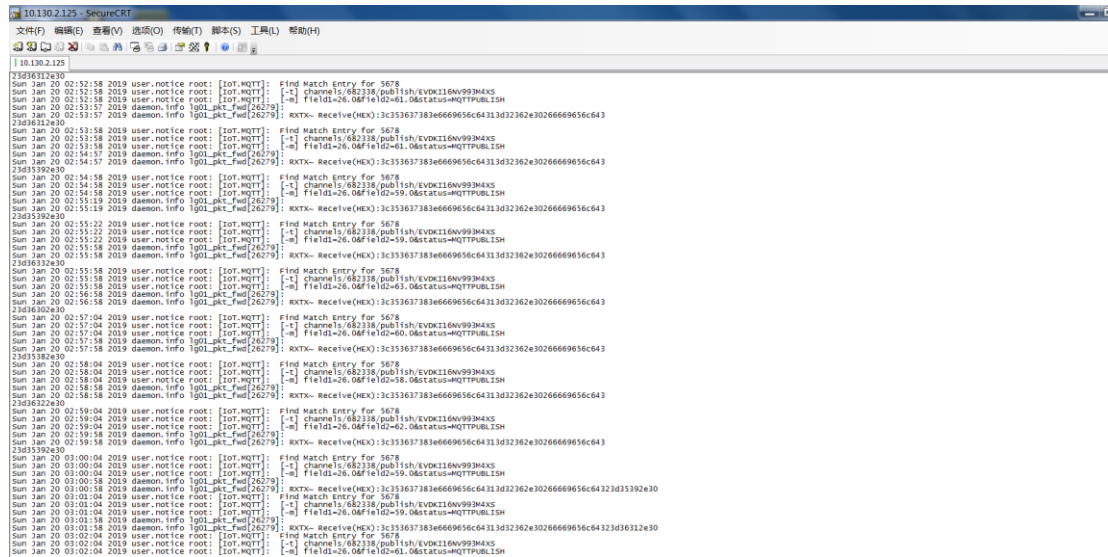 10.130.2.125 - SecureCRT
文件(F) 编辑(E) 查看(V) 选项(O) 传输(T) 脚本(S) 工具(L) 帮助(H)
10.130.2.125
23d36312e30
Sun Jan 20 02:52:58 2019 user.notice root: [IoT.MQTT]: Find Match Entry for 5678
Sun Jan 20 02:52:58 2019 user.notice root: [IoT.MQTT]: [-t] channels/682338/publish/EVDKI16NV993M4XS
Sun Jan 20 02:52:58 2019 user.notice root: [IoT.MQTT]: [-m] field1=26.0&field2=61.0&status=MQTTPUBLISH
Sun Jan 20 02:53:57 2019 daemon.info lg01_pkt_fwd[26279]:
Sun Jan 20 02:53:57 2019 daemon.info lg01_pkt_fwd[26279]: RXTX~ Receive(HEX):3c353637383e6669656c64313d32362e30266669656c643
23d36312e30
Sun Jan 20 02:53:58 2019 user.notice root: [IoT.MQTT]: Find Match Entry for 5678
Sun Jan 20 02:53:58 2019 user.notice root: [IoT.MQTT]: [-t] channels/682338/publish/EVDKI16NV993M4XS
Sun Jan 20 02:53:58 2019 user.notice root: [IoT.MQTT]: [-m] field1=26.0&field2=61.0&status=MQTTPUBLISH
Sun Jan 20 02:54:57 2019 daemon.info lg01_pkt_fwd[26279]:
Sun Jan 20 02:54:57 2019 daemon.info lg01_pkt_fwd[26279]: RXTX~ Receive(HEX):3c353637383e6669656c64313d32362e30266669656c643
23d35392e30
Sun Jan 20 02:54:58 2019 user.notice root: [IoT.MQTT]: Find Match Entry for 5678
Sun Jan 20 02:54:58 2019 user.notice root: [IoT.MQTT]: [-t] channels/682338/publish/EVDKI16NV993M4XS
Sun Jan 20 02:54:58 2019 user.notice root: [IoT.MQTT]: [-m] field1=26.0&field2=59.0&status=MQTTPUBLISH
Sun Jan 20 02:55:19 2019 daemon.info lg01_pkt_fwd[26279]:
Sun Jan 20 02:55:19 2019 daemon.info lg01_pkt_fwd[26279]: RXTX~ Receive(HEX):3c353637383e6669656c64313d32362e30266669656c643
23d35392e30
Sun Jan 20 02:55:22 2019 user.notice root: [IoT.MQTT]: Find Match Entry for 5678
Sun Jan 20 02:55:22 2019 user.notice root: [IoT.MQTT]: [-t] channels/682338/publish/EVDKI16NV993M4XS
Sun Jan 20 02:55:22 2019 user.notice root: [IoT.MQTT]: [-m] field1=26.0&field2=59.0&status=MQTTPUBLISH
Sun Jan 20 02:55:58 2019 daemon.info lg01_pkt_fwd[26279]:
Sun Jan 20 02:55:58 2019 daemon.info lg01_pkt_fwd[26279]: RXTX~ Receive(HEX):3c353637383e6669656c64313d32362e30266669656c643
23d36332e30
Sun Jan 20 02:55:58 2019 user.notice root: [IoT.MQTT]: Find Match Entry for 5678
Sun Jan 20 02:55:58 2019 user.notice root: [IoT.MQTT]: [-t] channels/682338/publish/EVDKI16NV993M4XS
Sun Jan 20 02:55:58 2019 user.notice root: [IoT.MQTT]: [-m] field1=26.0&field2=63.0&status=MQTTPUBLISH
Sun Jan 20 02:56:58 2019 daemon.info lg01_pkt_fwd[26279]:
Sun Jan 20 02:56:58 2019 daemon.info lg01_pkt_fwd[26279]: RXTX~ Receive(HEX):3c353637383e6669656c64313d32362e30266669656c643
23d36302e30
Sun Jan 20 02:57:04 2019 user.notice root: [IoT.MQTT]: Find Match Entry for 5678
Sun Jan 20 02:57:04 2019 user.notice root: [IoT.MQTT]: [-t] channels/682338/publish/EVDKI16NV993M4XS
Sun Jan 20 02:57:04 2019 user.notice root: [IoT.MQTT]: [-m] field1=26.0&field2=60.0&status=MQTTPUBLISH
Sun Jan 20 02:57:58 2019 daemon.info lg01_pkt_fwd[26279]:
Sun Jan 20 02:57:58 2019 daemon.info lg01_pkt_fwd[26279]: RXTX~ Receive(HEX):3c353637383e6669656c64313d32362e30266669656c643
23d35382e30
Sun Jan 20 02:58:04 2019 user.notice root: [IoT.MQTT]: Find Match Entry for 5678
Sun Jan 20 02:58:04 2019 user.notice root: [IoT.MQTT]: [-t] channels/682338/publish/EVDKI16NV993M4XS
Sun Jan 20 02:58:04 2019 user.notice root: [IoT.MQTT]: [-m] field1=26.0&field2=58.0&status=MQTTPUBLISH
Sun Jan 20 02:58:58 2019 daemon.info lg01_pkt_fwd[26279]:
Sun Jan 20 02:58:58 2019 daemon.info lg01_pkt_fwd[26279]: RXTX~ Receive(HEX):3c353637383e6669656c64313d32362e30266669656c643
23d36322e30
Sun Jan 20 02:59:04 2019 user.notice root: [IoT.MQTT]: Find Match Entry for 5678
Sun Jan 20 02:59:04 2019 user.notice root: [IoT.MQTT]: [-t] channels/682338/publish/EVDKI16NV993M4XS
Sun Jan 20 02:59:04 2019 user.notice root: [IoT.MQTT]: [-m] field1=26.0&field2=62.0&status=MQTTPUBLISH
Sun Jan 20 02:59:58 2019 daemon.info lg01_pkt_fwd[26279]:
Sun Jan 20 02:59:58 2019 daemon.info lg01_pkt_fwd[26279]: RXTX~ Receive(HEX):3c353637383e6669656c64313d32362e30266669656c643
23d35392e30
Sun Jan 20 03:00:04 2019 user.notice root: [IoT.MQTT]: Find Match Entry for 5678
Sun Jan 20 03:00:04 2019 user.notice root: [IoT.MQTT]: [-t] channels/682338/publish/EVDKI16NV993M4XS
Sun Jan 20 03:00:04 2019 user.notice root: [IoT.MQTT]: [-m] field1=26.0&field2=59.0&status=MQTTPUBLISH
Sun Jan 20 03:00:58 2019 daemon.info lg01_pkt_fwd[26279]:
Sun Jan 20 03:00:58 2019 daemon.info lg01_pkt_fwd[26279]: RXTX~ Receive(HEX):3c353637383e6669656c64313d32362e30266669656c64323d35392e30
Sun Jan 20 03:01:04 2019 user.notice root: [IoT.MQTT]: Find Match Entry for 5678
Sun Jan 20 03:01:04 2019 user.notice root: [IoT.MQTT]: [-t] channels/682338/publish/EVDKI16NV993M4XS
Sun Jan 20 03:01:04 2019 user.notice root: [IoT.MQTT]: [-m] field1=26.0&field2=59.0&status=MQTTPUBLISH
Sun Jan 20 03:01:58 2019 daemon.info lg01_pkt_fwd[26279]:
Sun Jan 20 03:01:58 2019 daemon.info lg01_pkt_fwd[26279]: RXTX~ Receive(HEX):3c353637383e6669656c64313d32362e30266669656c64323d36312e30
Sun Jan 20 03:02:04 2019 user.notice root: [IoT.MQTT]: Find Match Entry for 5678
Sun Jan 20 03:02:04 2019 user.notice root: [IoT.MQTT]: [-t] channels/682338/publish/EVDKI16NV993M4XS
Sun Jan 20 03:02:04 2019 user.notice root: [IoT.MQTT]: [-m] field1=26.0&field2=61.0&status=MQTTPUBLISH